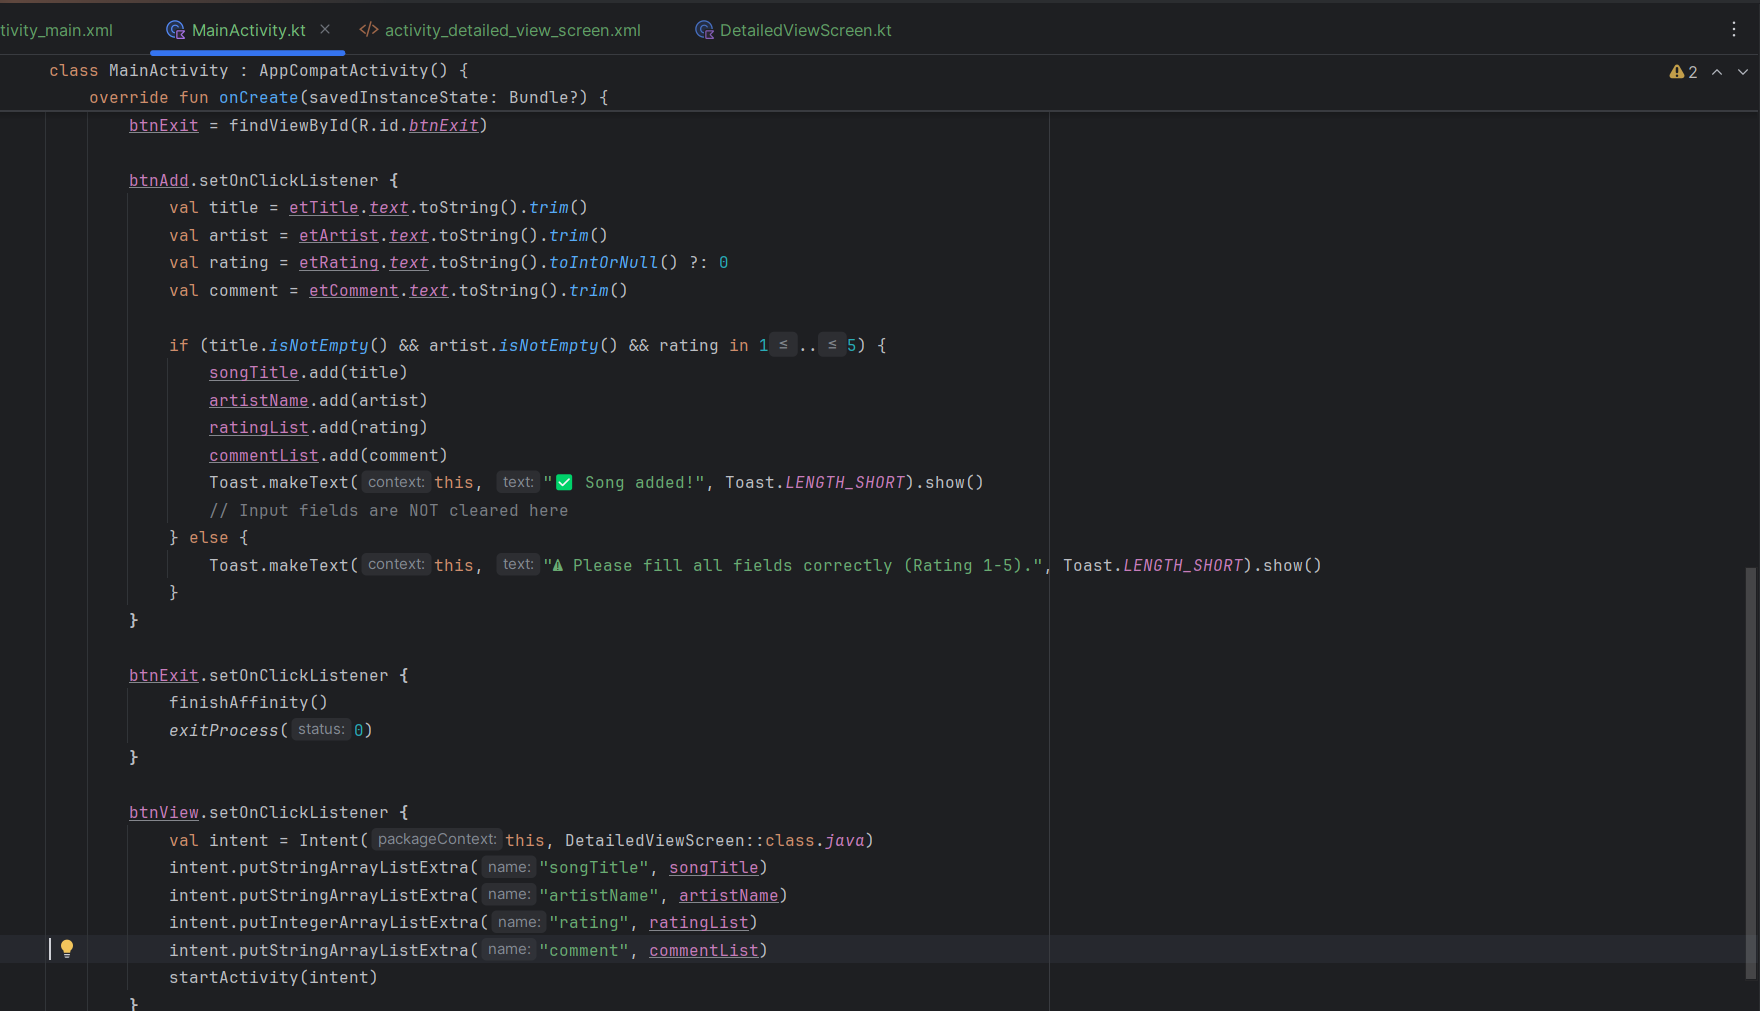 tivity_main.xml MainActivity.kt activity_detailed_view_screen.xml DetailedViewScreen.kt
class MainActivity : AppCompatActivity() {
2
override fun onCreate(savedInstanceState: Bundle?) {
btnExit = findViewById(R.id.btnExit)
btnAdd.setOnClickListener {
val title = etTitle.text.toString().trim()
val artist = etArtist.text.toString().trim()
val rating = etRating.text.toString().toIntOrNull() ?: 0
val comment = etComment.text.toString().trim()
if (title.isNotEmpty() && artist.isNotEmpty() && rating in 1 ≤ .. ≤ 5) {
songTitle.add(title)
artistName.add(artist)
ratingList.add(rating)
commentList.add(comment)
Toast.makeText( context: this, text: "✅ Song added!", Toast.LENGTH_SHORT).show()
// Input fields are NOT cleared here
} else {
Toast.makeText( context: this, text: "⚠ Please fill all fields correctly (Rating 1-5).", Toast.LENGTH_SHORT).show()
}
}
btnExit.setOnClickListener {
finishAffinity()
exitProcess( status: 0)
}
btnView.setOnClickListener {
val intent = Intent( packageContext: this, DetailedViewScreen::class.java)
intent.putStringArrayListExtra( name: "songTitle", songTitle)
intent.putStringArrayListExtra( name: "artistName", artistName)
intent.putIntegerArrayListExtra( name: "rating", ratingList)
intent.putStringArrayListExtra( name: "comment", commentList)
startActivity(intent)
}